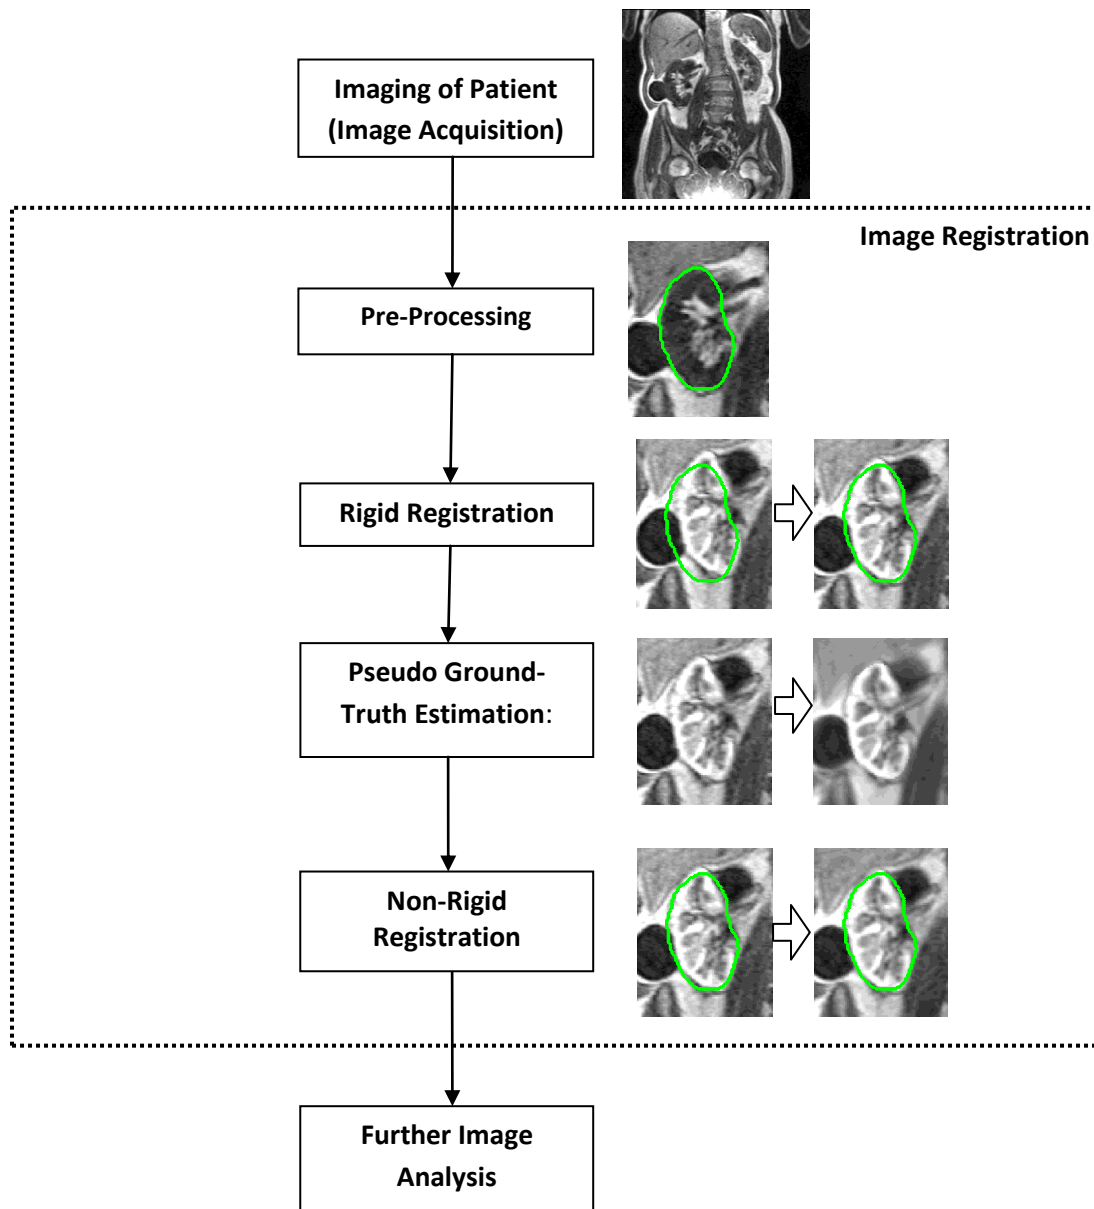 Imaging of Patient
(Image Acquisition)
Image Registration
Pre-Processing
Rigid Registration
Pseudo Ground-
Truth Estimation:
Non-Rigid
Registration
Further Image
Analysis